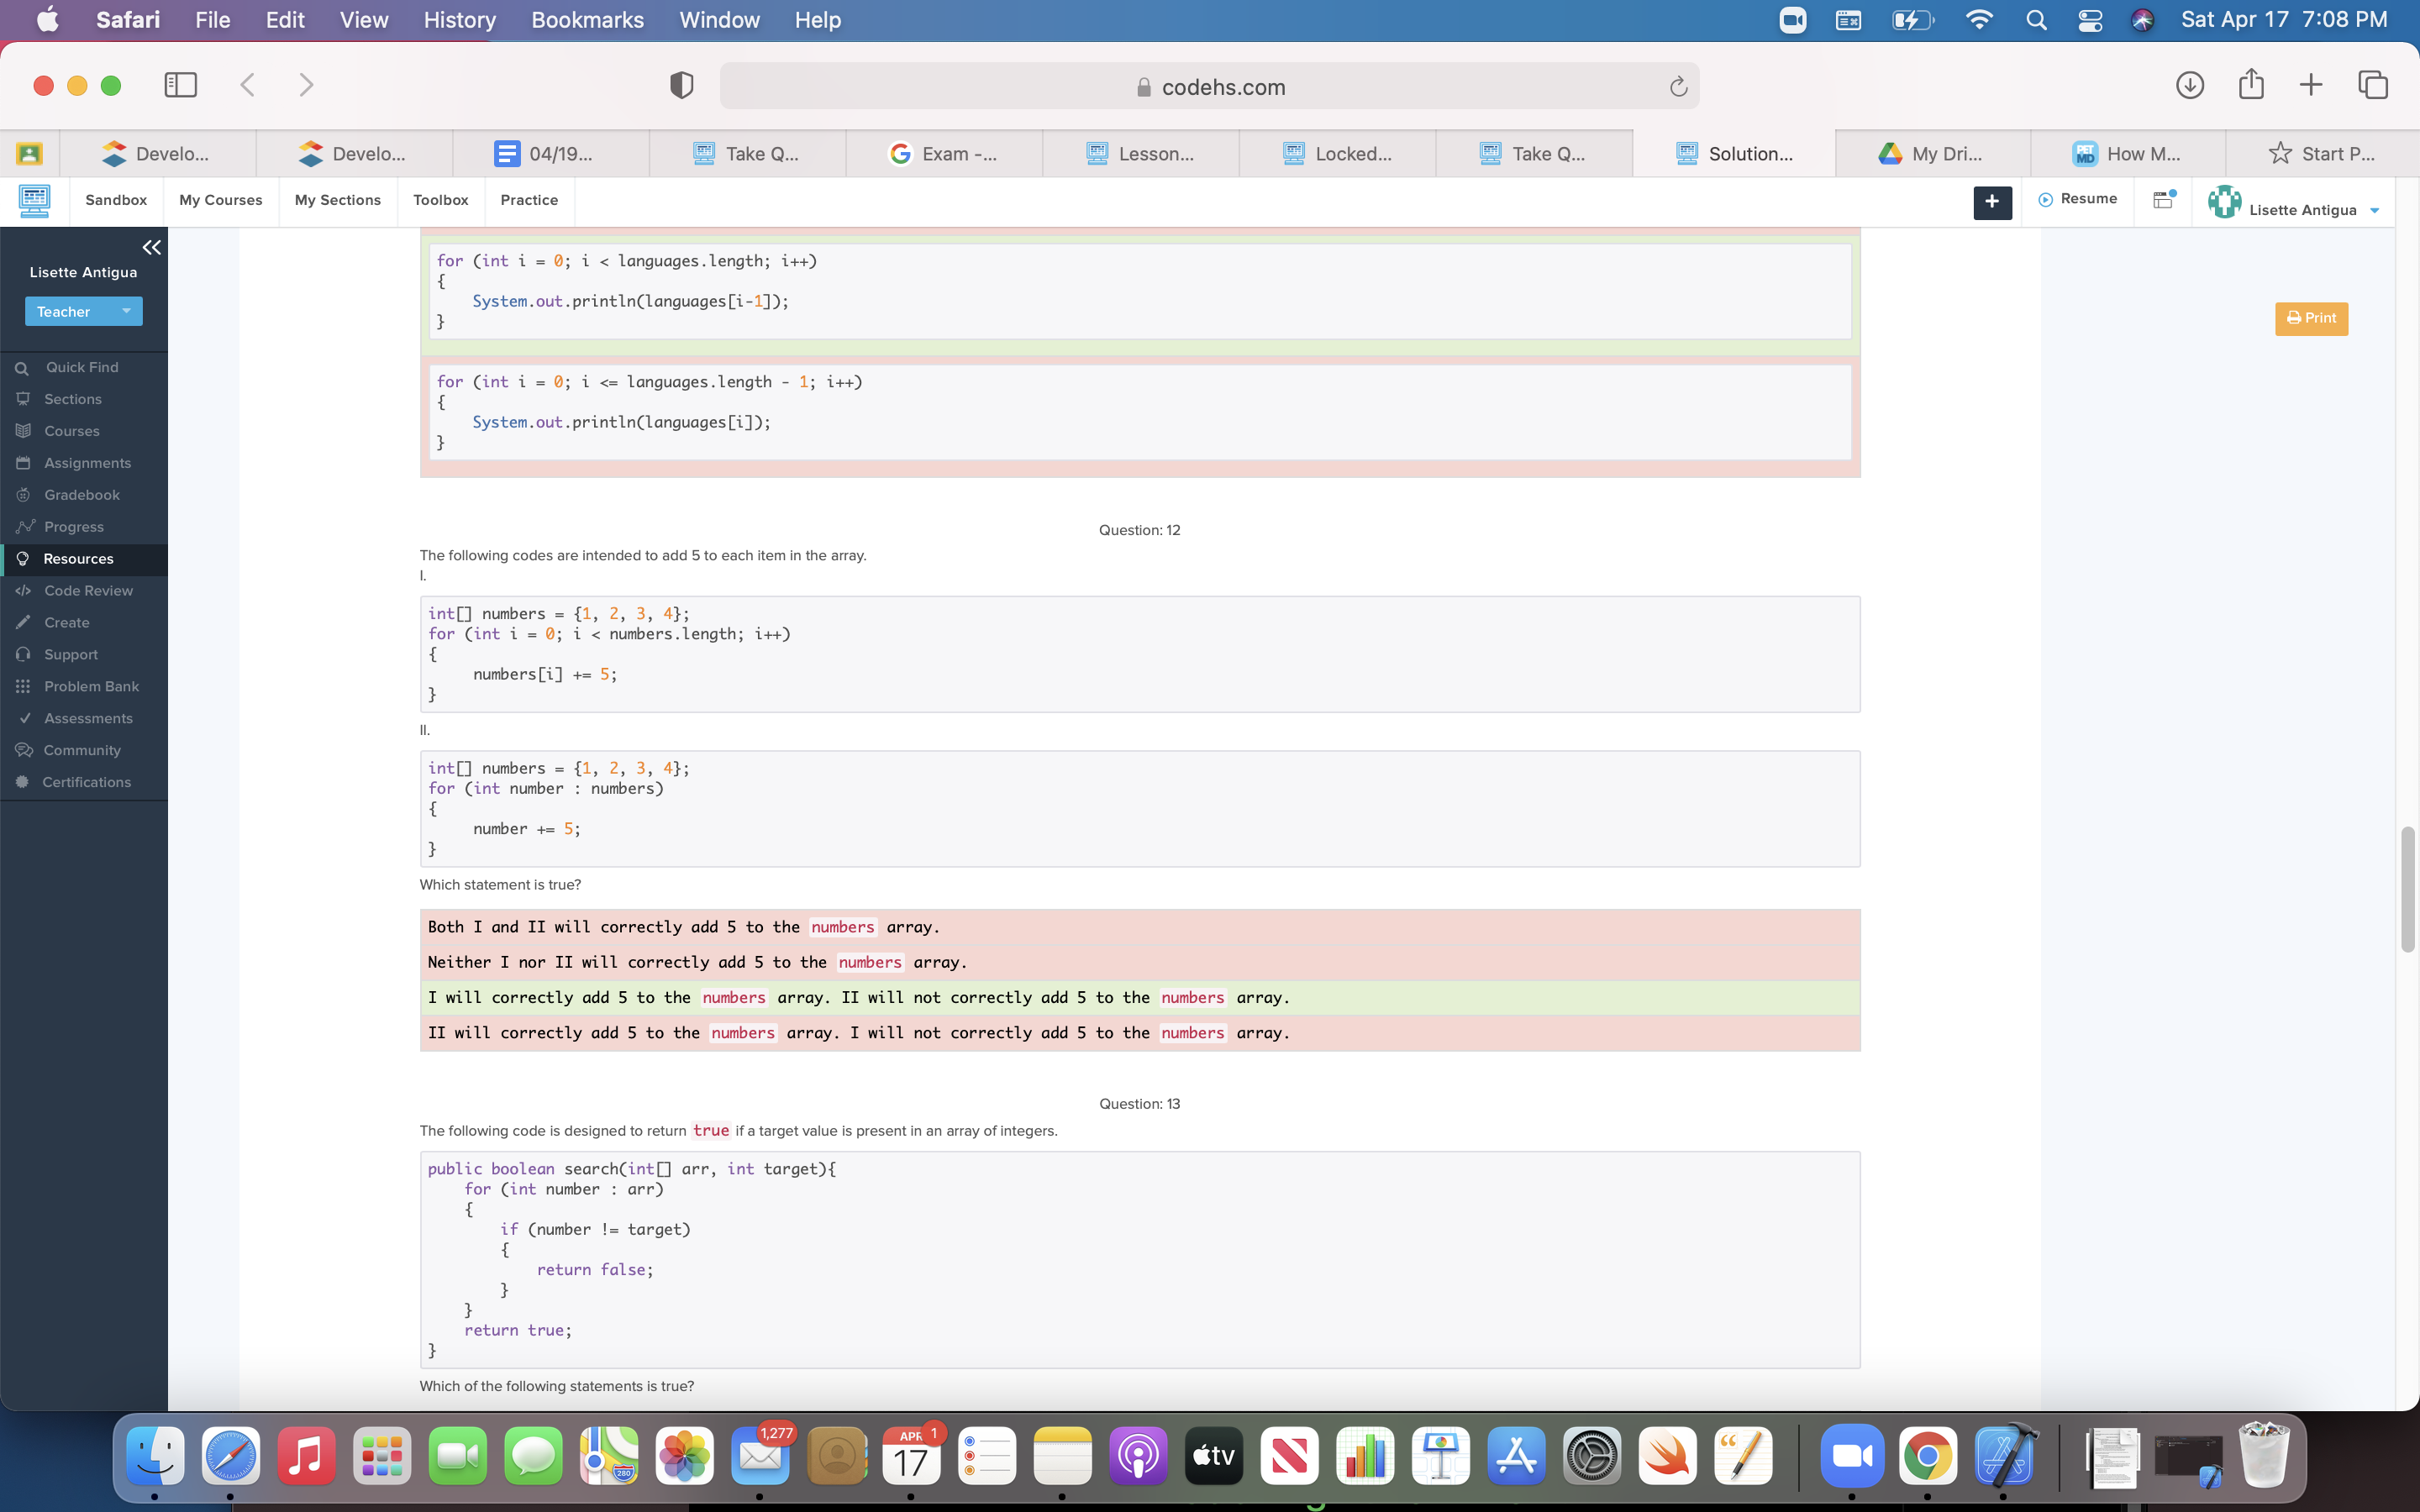 Safari File Edit View History Bookmarks Window Help Sat Apr 17 7:08 PM
codehs.com
Develo... Develo... 04/19... Take Q... Exam -... Lesson... Locked... Take Q... Solution... My Dri... PET MD How M... Start P...
Sandbox My Courses My Sections Toolbox Practice + Resume Lisette Antigua
Lisette Antigua
Teacher
Quick Find
Sections
Courses
Assignments
Gradebook
Progress
Resources
Code Review
Create
Support
Problem Bank
Assessments
Community
Certifications
Print
for (int i = 0; i < languages.length; i++)
{
System.out.println(languages[i-1]);
}
for (int i = 0; i <= languages.length - 1; i++)
{
System.out.println(languages[i]);
}
Question: 12
The following codes are intended to add 5 to each item in the array.
I.
int[] numbers = {1, 2, 3, 4};
for (int i = 0; i < numbers.length; i++)
{
numbers[i] += 5;
}
II.
int[] numbers = {1, 2, 3, 4};
for (int number : numbers)
{
number += 5;
}
Which statement is true?
Both I and II will correctly add 5 to the numbers array.
Neither I nor II will correctly add 5 to the numbers array.
I will correctly add 5 to the numbers array. II will not correctly add 5 to the numbers array.
II will correctly add 5 to the numbers array. I will not correctly add 5 to the numbers array.
Question: 13
The following code is designed to return true if a target value is present in an array of integers.
public boolean search(int[] arr, int target){
for (int number : arr)
{
if (number != target)
{
return false;
}
}
return true;
}
Which of the following statements is true?
280
1,277
APR 1
17
tv